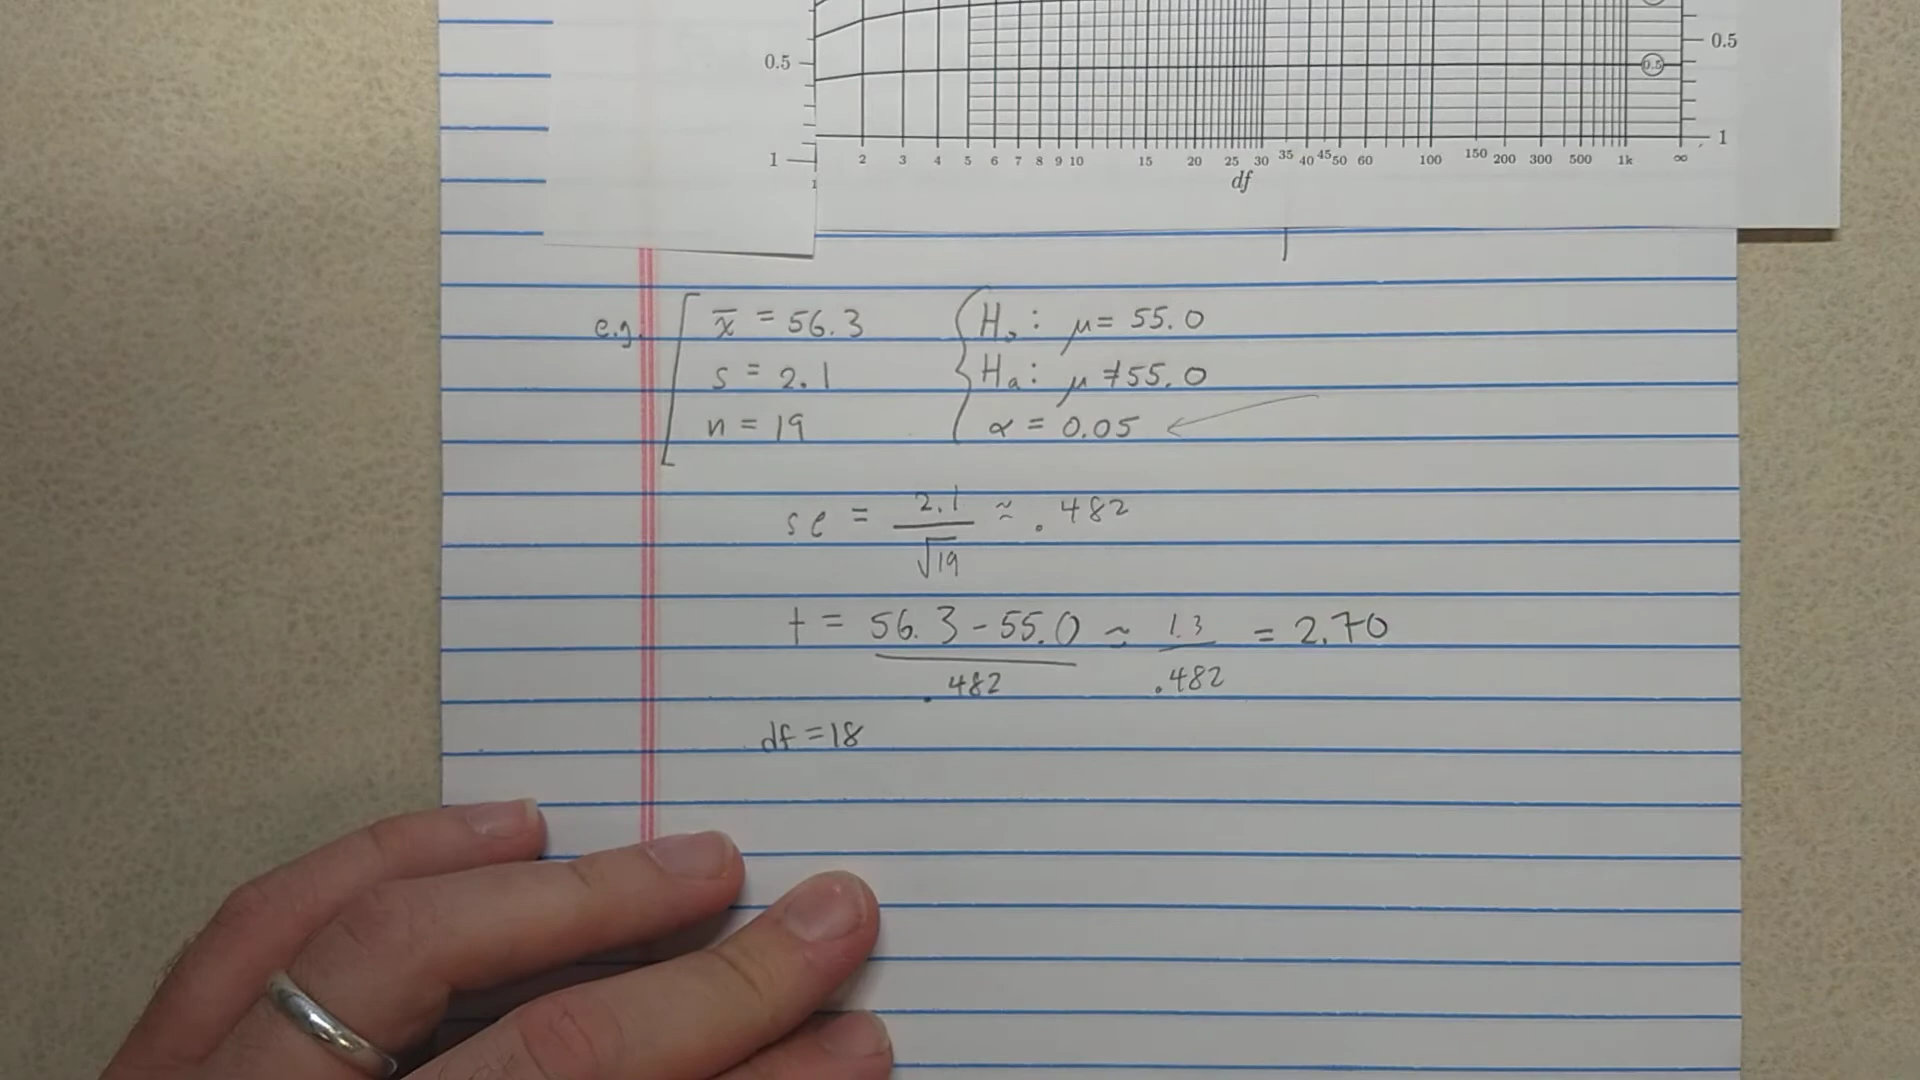 0.5
0.5
0.5
1
1
1 2 3 4 5 6 7 8 9 10 15 20 25 30 35 40 45 50 60 100 150 200 300 500 1k ∞
df
e.g. x̄ = 56.3 H₀: μ = 55.0
s = 2.1 Hₐ: μ ≠ 55.0
n = 19 α = 0.05
se = 2.1 / √19 ≈ .482
t = 56.3 - 55.0 / .482 ≈ 1.3 / .482 = 2.70
df = 18